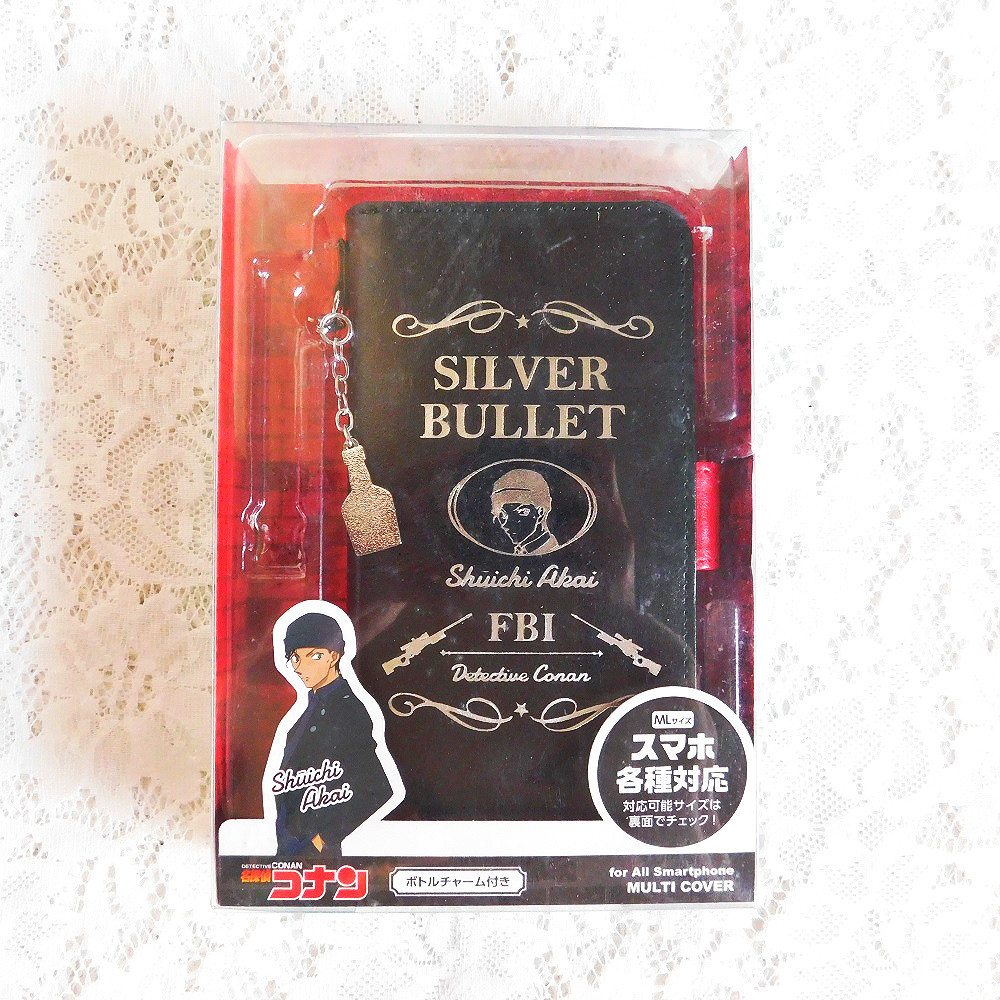 SILVER
BULLET
Shūichi Akai
FBI
Detective Conan
Shūichi
Akai
MLサイズ
スマホ
各種対応
対応可能サイズは
裏面でチェック!
DETECTIVE CONAN
名探偵
コナン
ボトルチャーム付き
for All Smartphone
MULTI COVER